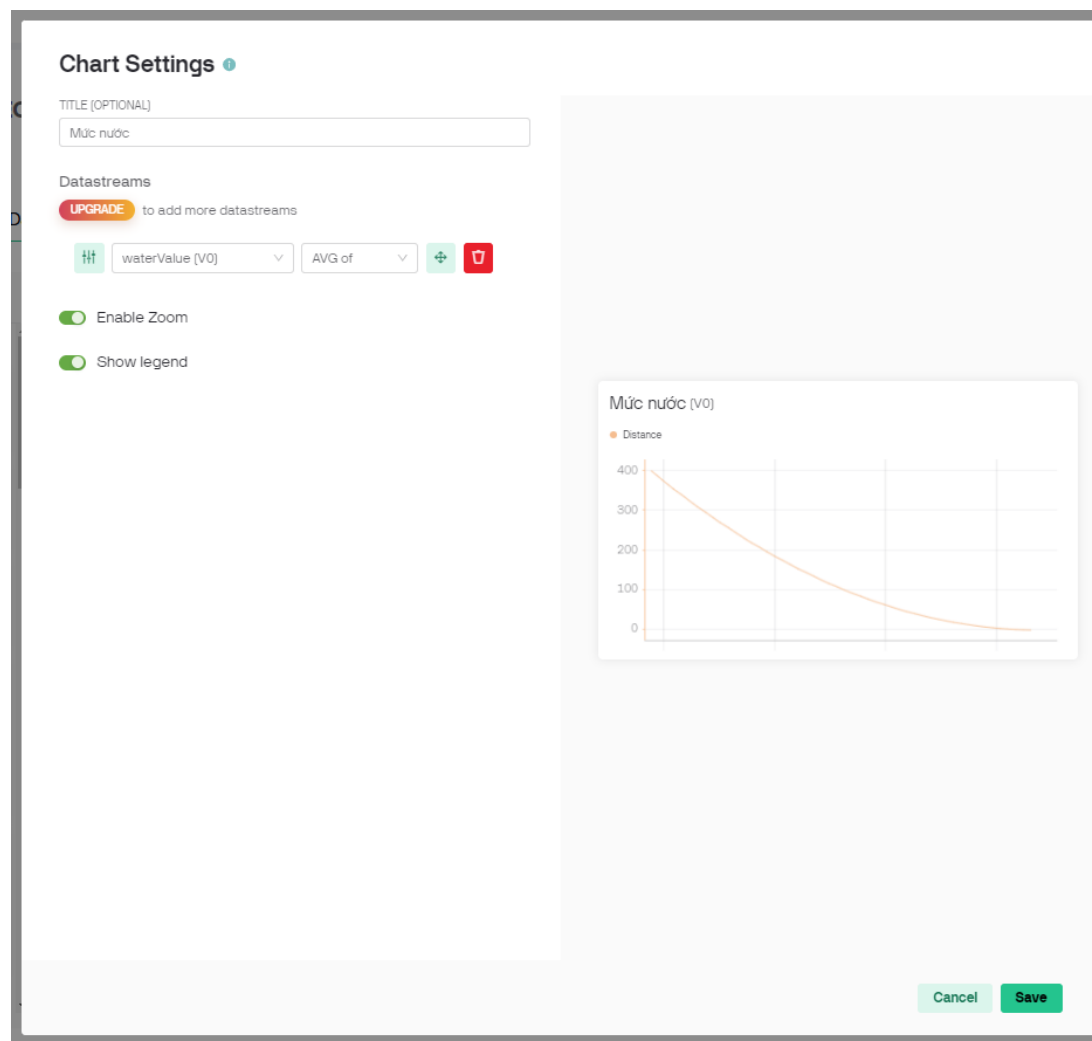 Chart Settings
TITLE (OPTIONAL)
Mức nước
Datastreams
UPGRADE to add more datastreams
waterValue (V0) AVG of
Enable Zoom
Show legend
Mức nước (V0)
Distance
400
300
200
100
0
Cancel Save